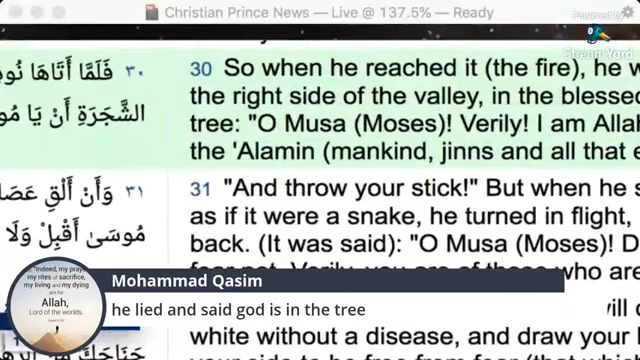 Christian Prince News — Live @ 137.5% — Ready
Powered by
StreamYard
٣٠ فَلَمَّا أَتَاهَا
30 So when he reached it (the fire), he
the right side of the valley, in the blessed
الشَّجَرَةِ أَنْ يَا
tree: "O Musa (Moses)! Verily! I am
the 'Alamin (mankind, jinns and all that
٣١ وَأَنْ أَلْقِ
31 "And throw your stick!" But when he
as if it were a snake, he turned in flight,
مُوسَىٰ أَقْبِلْ وَلَا
back. (It was said): "O Musa (Moses)!
who are
"Indeed, my prayer,
my rites of sacrifice,
my living and my dying
are for
Allah,
Lord of the worlds.
Mohammad Qasim
he lied and said god is in the tree
will
white without a disease, and draw your